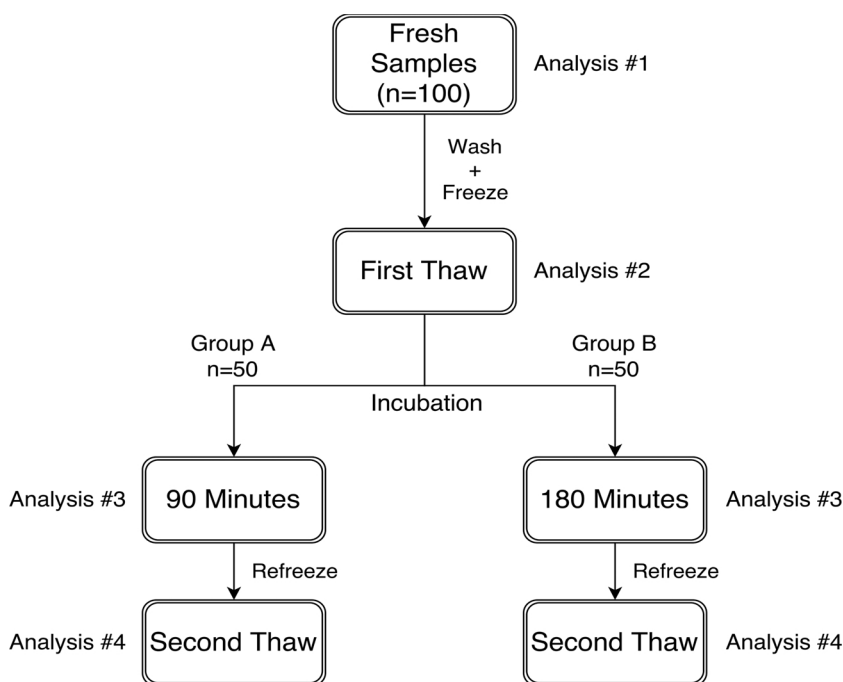 Fresh
Samples
(n=100)
Analysis #1
Wash
+
Freeze
First Thaw
Analysis #2
Group A
n=50
Group B
n=50
Incubation
Analysis #3
90 Minutes
180 Minutes
Analysis #3
Refreeze
Refreeze
Analysis #4
Second Thaw
Second Thaw
Analysis #4